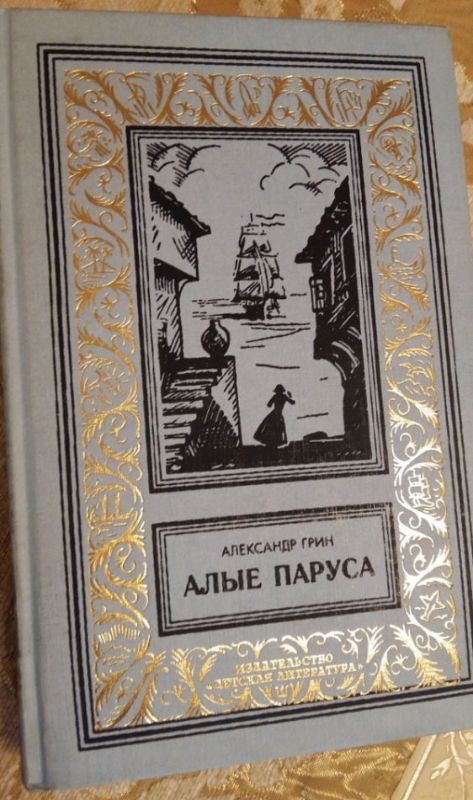 АЛЕКСАНДР ГРИН
АЛЫЕ ПАРУСА
ИЗДАТЕЛЬСТВО
«ДЕТСКАЯ ЛИТЕРАТУРА»